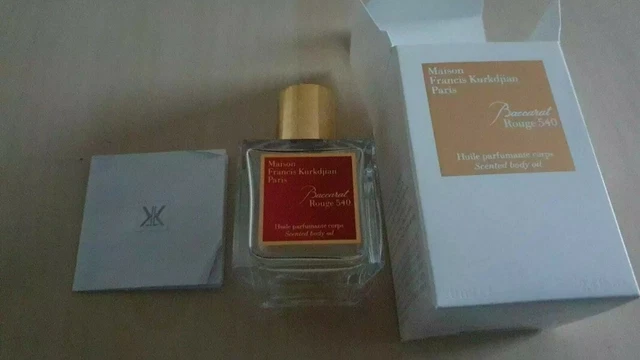 Maison
Francis Kurkdjian
Paris
Baccarat
Rouge 540
Huile parfumante corps
Scented body oil
Maison
Francis Kurkdjian
Paris
Baccarat
Rouge 540
Huile parfumante corps
Scented body oil